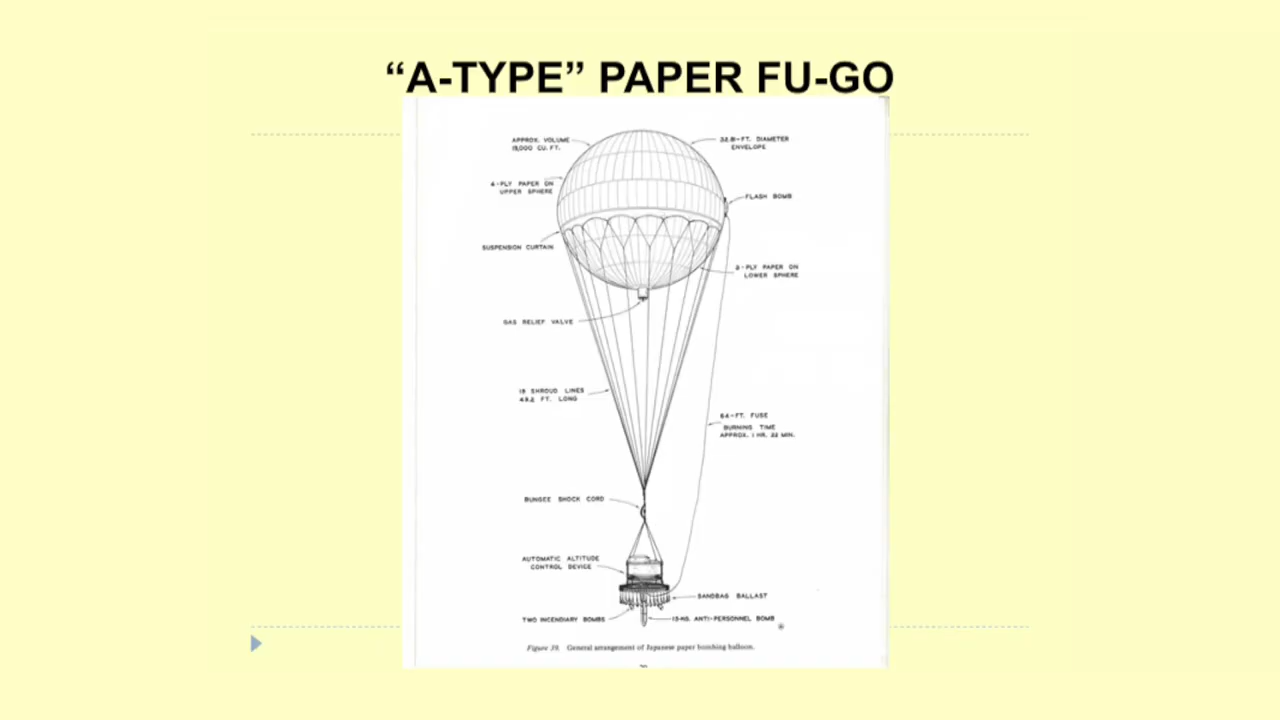 “A-TYPE” PAPER FU-GO
APPROX. VOLUME
19,000 CU. FT.
32.81-FT. DIAMETER
ENVELOPE
4-PLY PAPER ON
UPPER SPHERE
FLASH BOMB
SUSPENSION CURTAIN
3-PLY PAPER ON
LOWER SPHERE
GAS RELIEF VALVE
19 SHROUD LINES
49.2 FT. LONG
64-FT. FUSE
BURNING TIME
APPROX. 1 HR. 22 MIN.
BUNGEE SHOCK CORD
AUTOMATIC ALTITUDE
CONTROL DEVICE
SANDBAG BALLAST
TWO INCENDIARY BOMBS
15-KG. ANTI-PERSONNEL BOMB
Figure 39. General arrangement of Japanese paper bombing balloon.